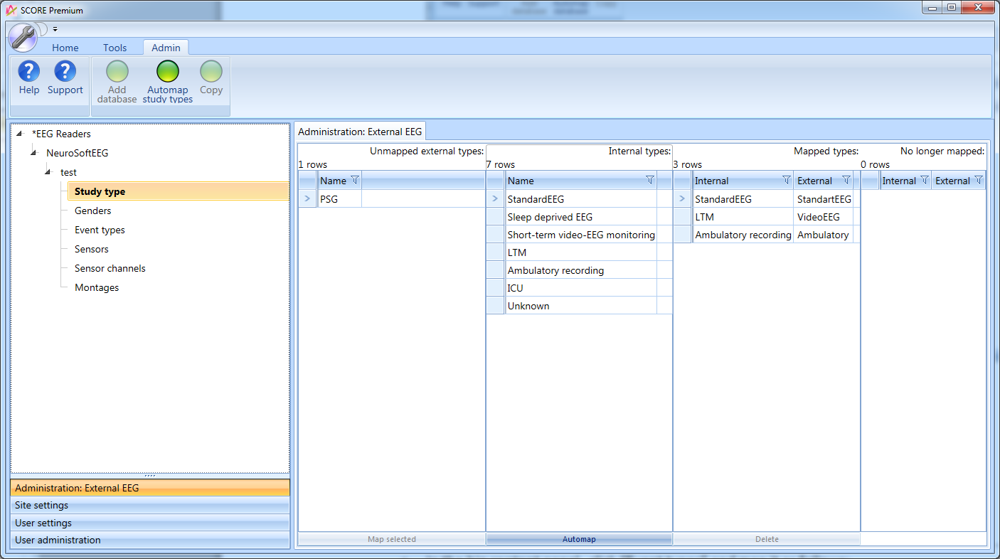 SCORE Premium
Home Tools Admin
Help Support Add database Automap study types Copy
*EEG Readers
NeuroSoftEEG
test
Study type
Genders
Event types
Sensors
Sensor channels
Montages
Administration: External EEG
Site settings
User settings
User administration
Administration: External EEG
Unmapped external types:
1 rows
Name
PSG
Map selected
Internal types:
7 rows
Name
StandardEEG
Sleep deprived EEG
Short-term video-EEG monitoring
LTM
Ambulatory recording
ICU
Unknown
Automap
Mapped types:
3 rows
Internal External
StandardEEG StandartEEG
LTM VideoEEG
Ambulatory recording Ambulatory
Delete
No longer mapped:
0 rows
Internal External